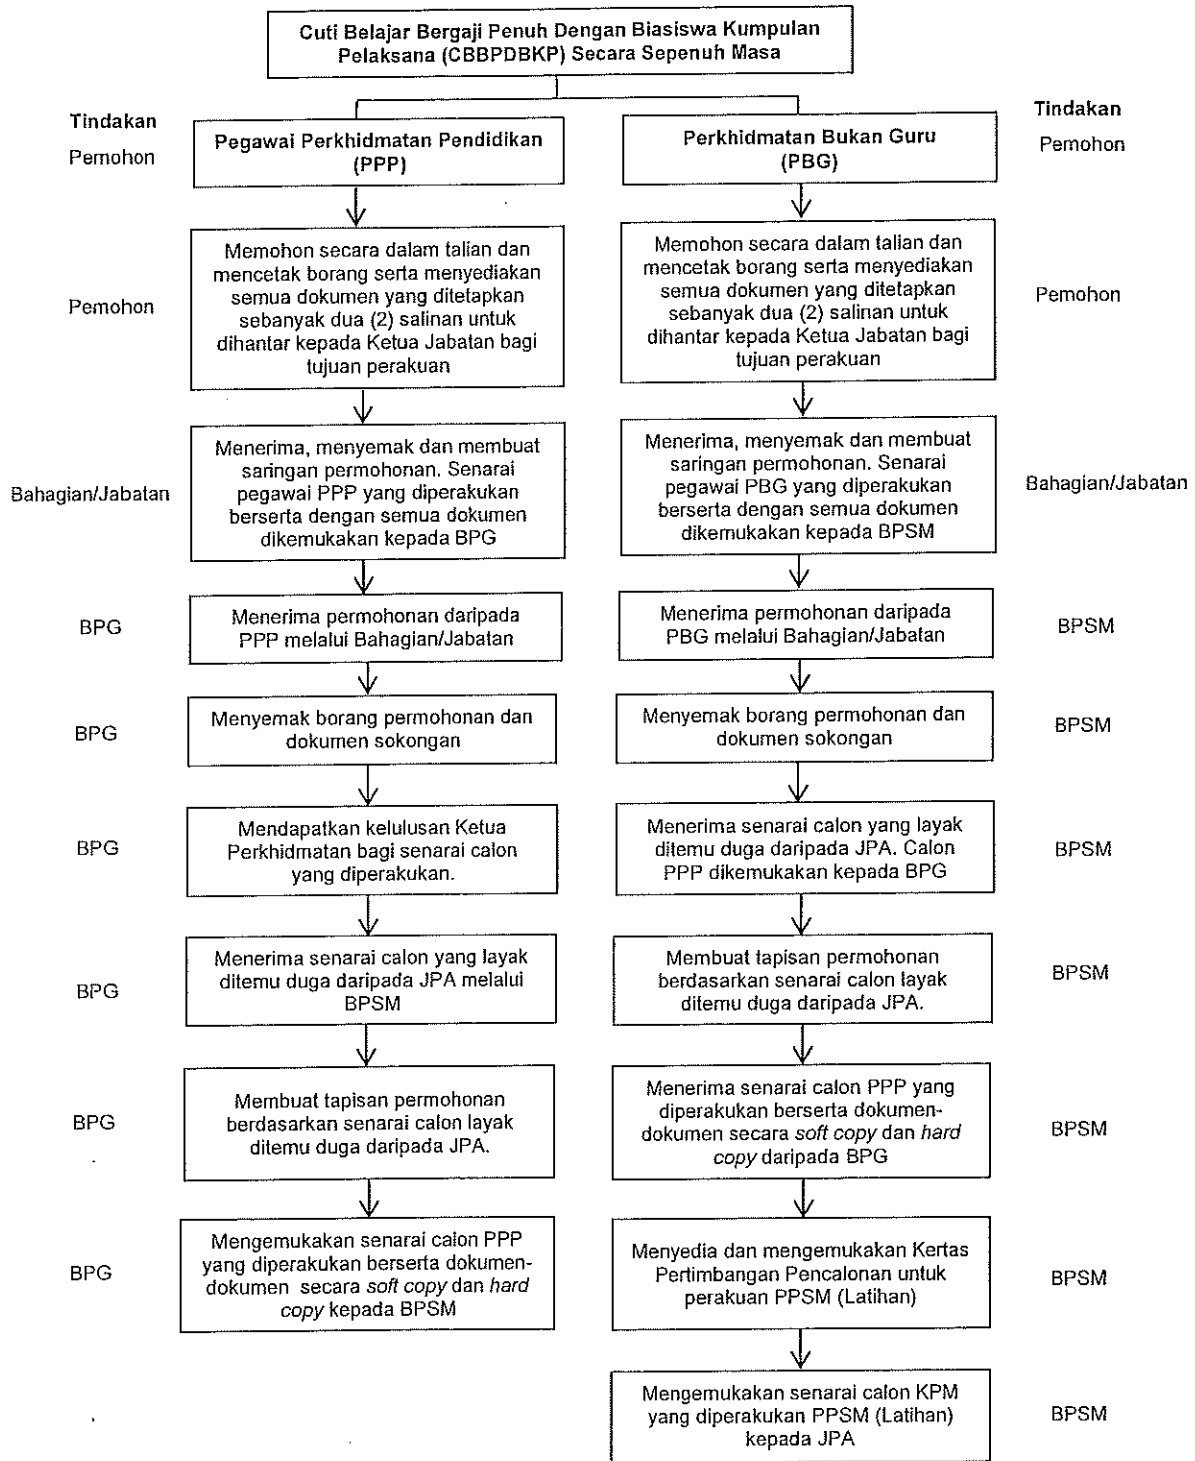 Cuti Belajar Bergaji Penuh Dengan Biasiswa Kumpulan
Pelaksana (CBBPDBKP) Secara Sepenuh Masa
Tindakan
Pemohon
Pegawai Perkhidmatan Pendidikan
(PPP)
Perkhidmatan Bukan Guru
(PBG)
Tindakan
Pemohon
Pemohon
Memohon secara dalam talian dan
mencetak borang serta menyediakan
semua dokumen yang ditetapkan
sebanyak dua (2) salinan untuk
dihantar kepada Ketua Jabatan bagi
tujuan perakuan
Memohon secara dalam talian dan
mencetak borang serta menyediakan
semua dokumen yang ditetapkan
sebanyak dua (2) salinan untuk
dihantar kepada Ketua Jabatan bagi
tujuan perakuan
Pemohon
Bahagian/Jabatan
Menerima, menyemak dan membuat
saringan permohonan. Senarai
pegawai PPP yang diperakukan
berserta dengan semua dokumen
dikemukakan kepada BPG
Menerima, menyemak dan membuat
saringan permohonan. Senarai
pegawai PBG yang diperakukan
berserta dengan semua dokumen
dikemukakan kepada BPSM
Bahagian/Jabatan
BPG
Menerima permohonan daripada
PPP melalui Bahagian/Jabatan
Menerima permohonan daripada
PBG melalui Bahagian/Jabatan
BPSM
BPG
Menyemak borang permohonan dan
dokumen sokongan
Menyemak borang permohonan dan
dokumen sokongan
BPSM
BPG
Mendapatkan kelulusan Ketua
Perkhidmatan bagi senarai calon
yang diperakukan.
Menerima senarai calon yang layak
ditemu duga daripada JPA. Calon
PPP dikemukakan kepada BPG
BPSM
BPG
Menerima senarai calon yang layak
ditemu duga daripada JPA melalui
BPSM
Membuat tapisan permohonan
berdasarkan senarai calon layak
ditemu duga daripada JPA.
BPSM
BPG
Membuat tapisan permohonan
berdasarkan senarai calon layak
ditemu duga daripada JPA.
Menerima senarai calon PPP yang
diperakukan berserta dokumen-
dokumen secara soft copy dan hard
copy daripada BPG
BPSM
BPG
Mengemukakan senarai calon PPP
yang diperakukan berserta dokumen-
dokumen secara soft copy dan hard
copy kepada BPSM
Menyedia dan mengemukakan Kertas
Pertimbangan Pencalonan untuk
perakuan PPSM (Latihan)
BPSM
Mengemukakan senarai calon KPM
yang diperakukan PPSM (Latihan)
kepada JPA
BPSM